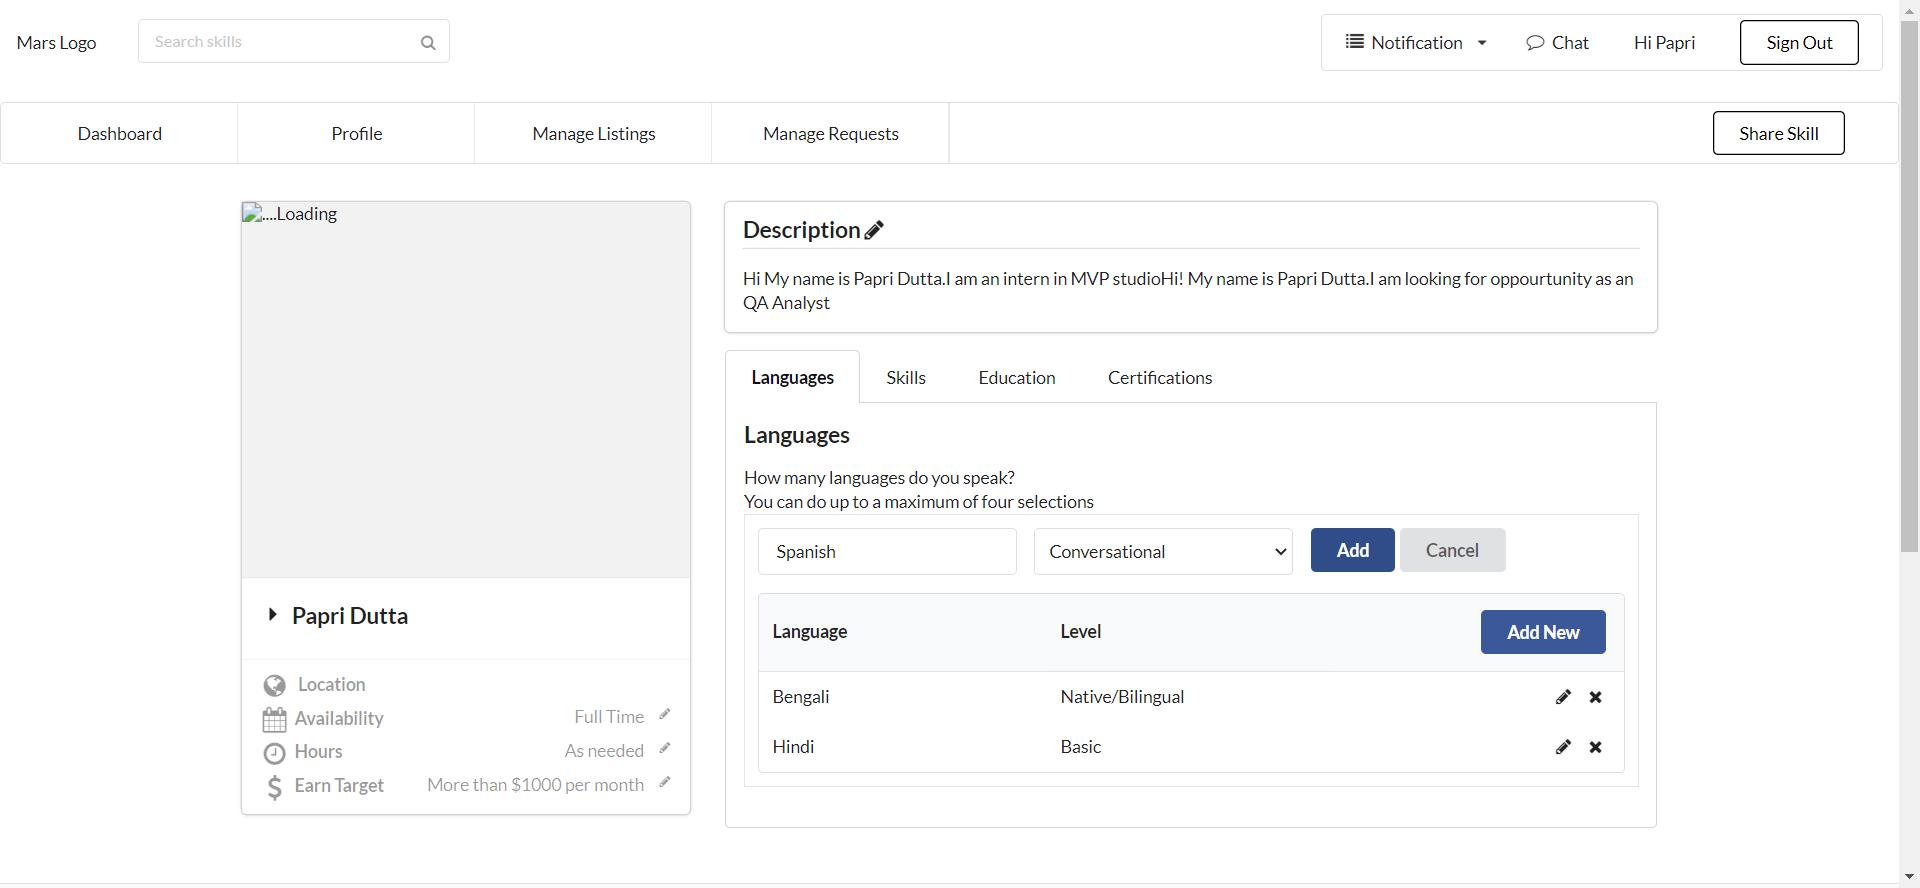 Mars Logo
Search skills
Notification
Chat
Hi Papri
Sign Out
Dashboard
Profile
Manage Listings
Manage Requests
Share Skill
....Loading
Papri Dutta
Location
Availability
Full Time
Hours
As needed
Earn Target
More than $1000 per month
Description
Hi My name is Papri Dutta.I am an intern in MVP studioHi! My name is Papri Dutta.I am looking for oppourtunity as an
QA Analyst
Languages
Skills
Education
Certifications
Languages
How many languages do you speak?
You can do up to a maximum of four selections
Spanish
Conversational
Add
Cancel
Language
Level
Add New
Bengali
Native/Bilingual
Hindi
Basic